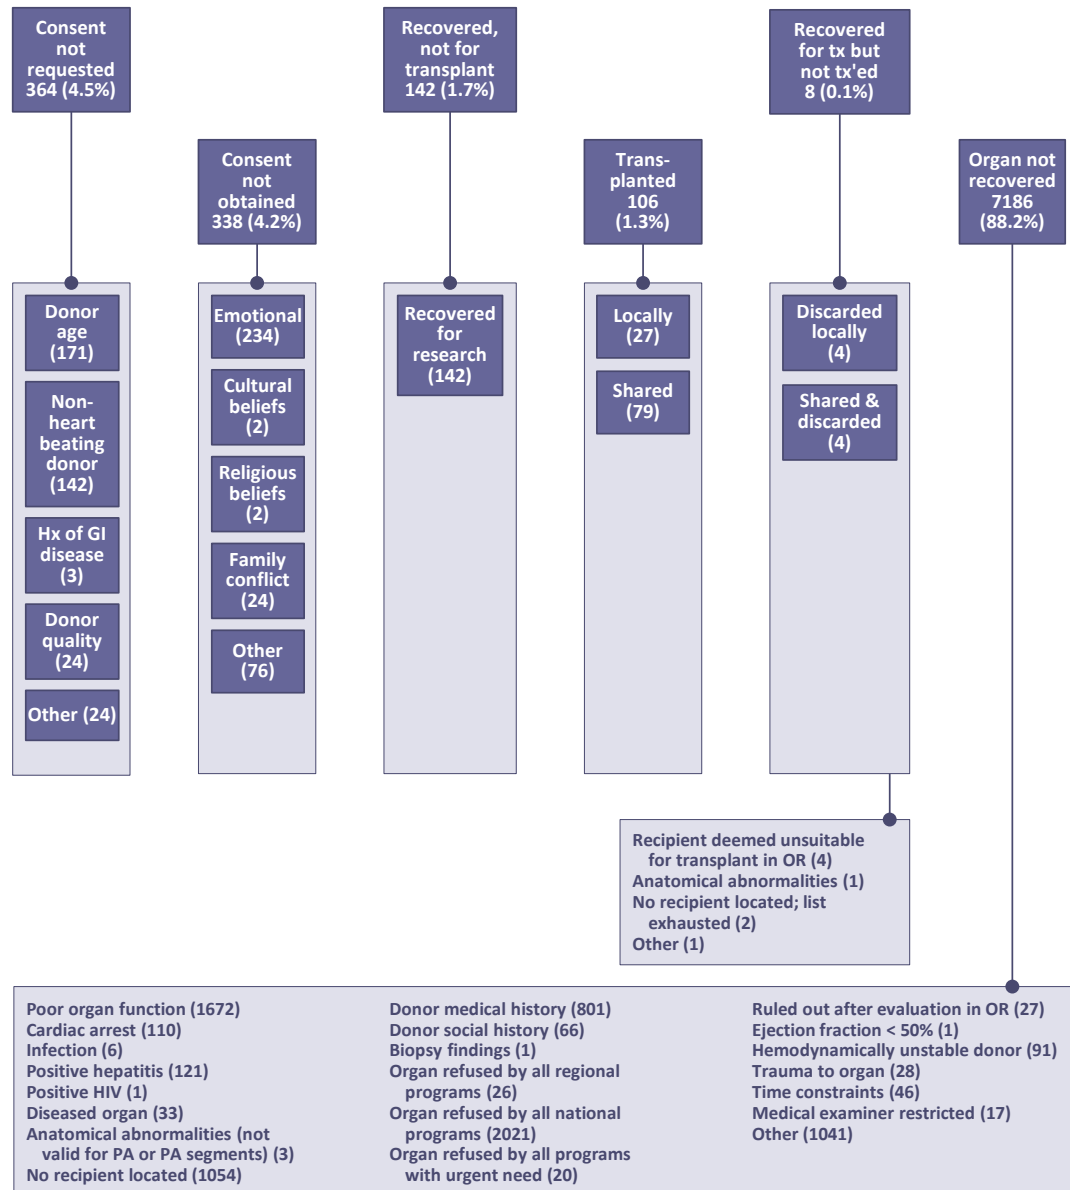 Consent
not
requested
364 (4.5%)
Recovered,
not for
transplant
142 (1.7%)
Recovered
for tx but
not tx'ed
8 (0.1%)
Consent
not
obtained
338 (4.2%)
Trans-
planted
106
(1.3%)
Organ not
recovered
7186
(88.2%)
Donor
age
(171)
Non-
heart
beating
donor
(142)
Hx of GI
disease
(3)
Donor
quality
(24)
Other (24)
Emotional
(234)
Cultural
beliefs
(2)
Religious
beliefs
(2)
Family
conflict
(24)
Other
(76)
Recovered
for
research
(142)
Locally
(27)
Shared
(79)
Discarded
locally
(4)
Shared &
discarded
(4)
Recipient deemed unsuitable
for transplant in OR (4)
Anatomical abnormalities (1)
No recipient located; list
exhausted (2)
Other (1)
Poor organ function (1672)
Cardiac arrest (110)
Infection (6)
Positive hepatitis (121)
Positive HIV (1)
Diseased organ (33)
Anatomical abnormalities (not
valid for PA or PA segments) (3)
No recipient located (1054)
Donor medical history (801)
Donor social history (66)
Biopsy findings (1)
Organ refused by all regional
programs (26)
Organ refused by all national
programs (2021)
Organ refused by all programs
with urgent need (20)
Ruled out after evaluation in OR (27)
Ejection fraction < 50% (1)
Hemodynamically unstable donor (91)
Trauma to organ (28)
Time constraints (46)
Medical examiner restricted (17)
Other (1041)